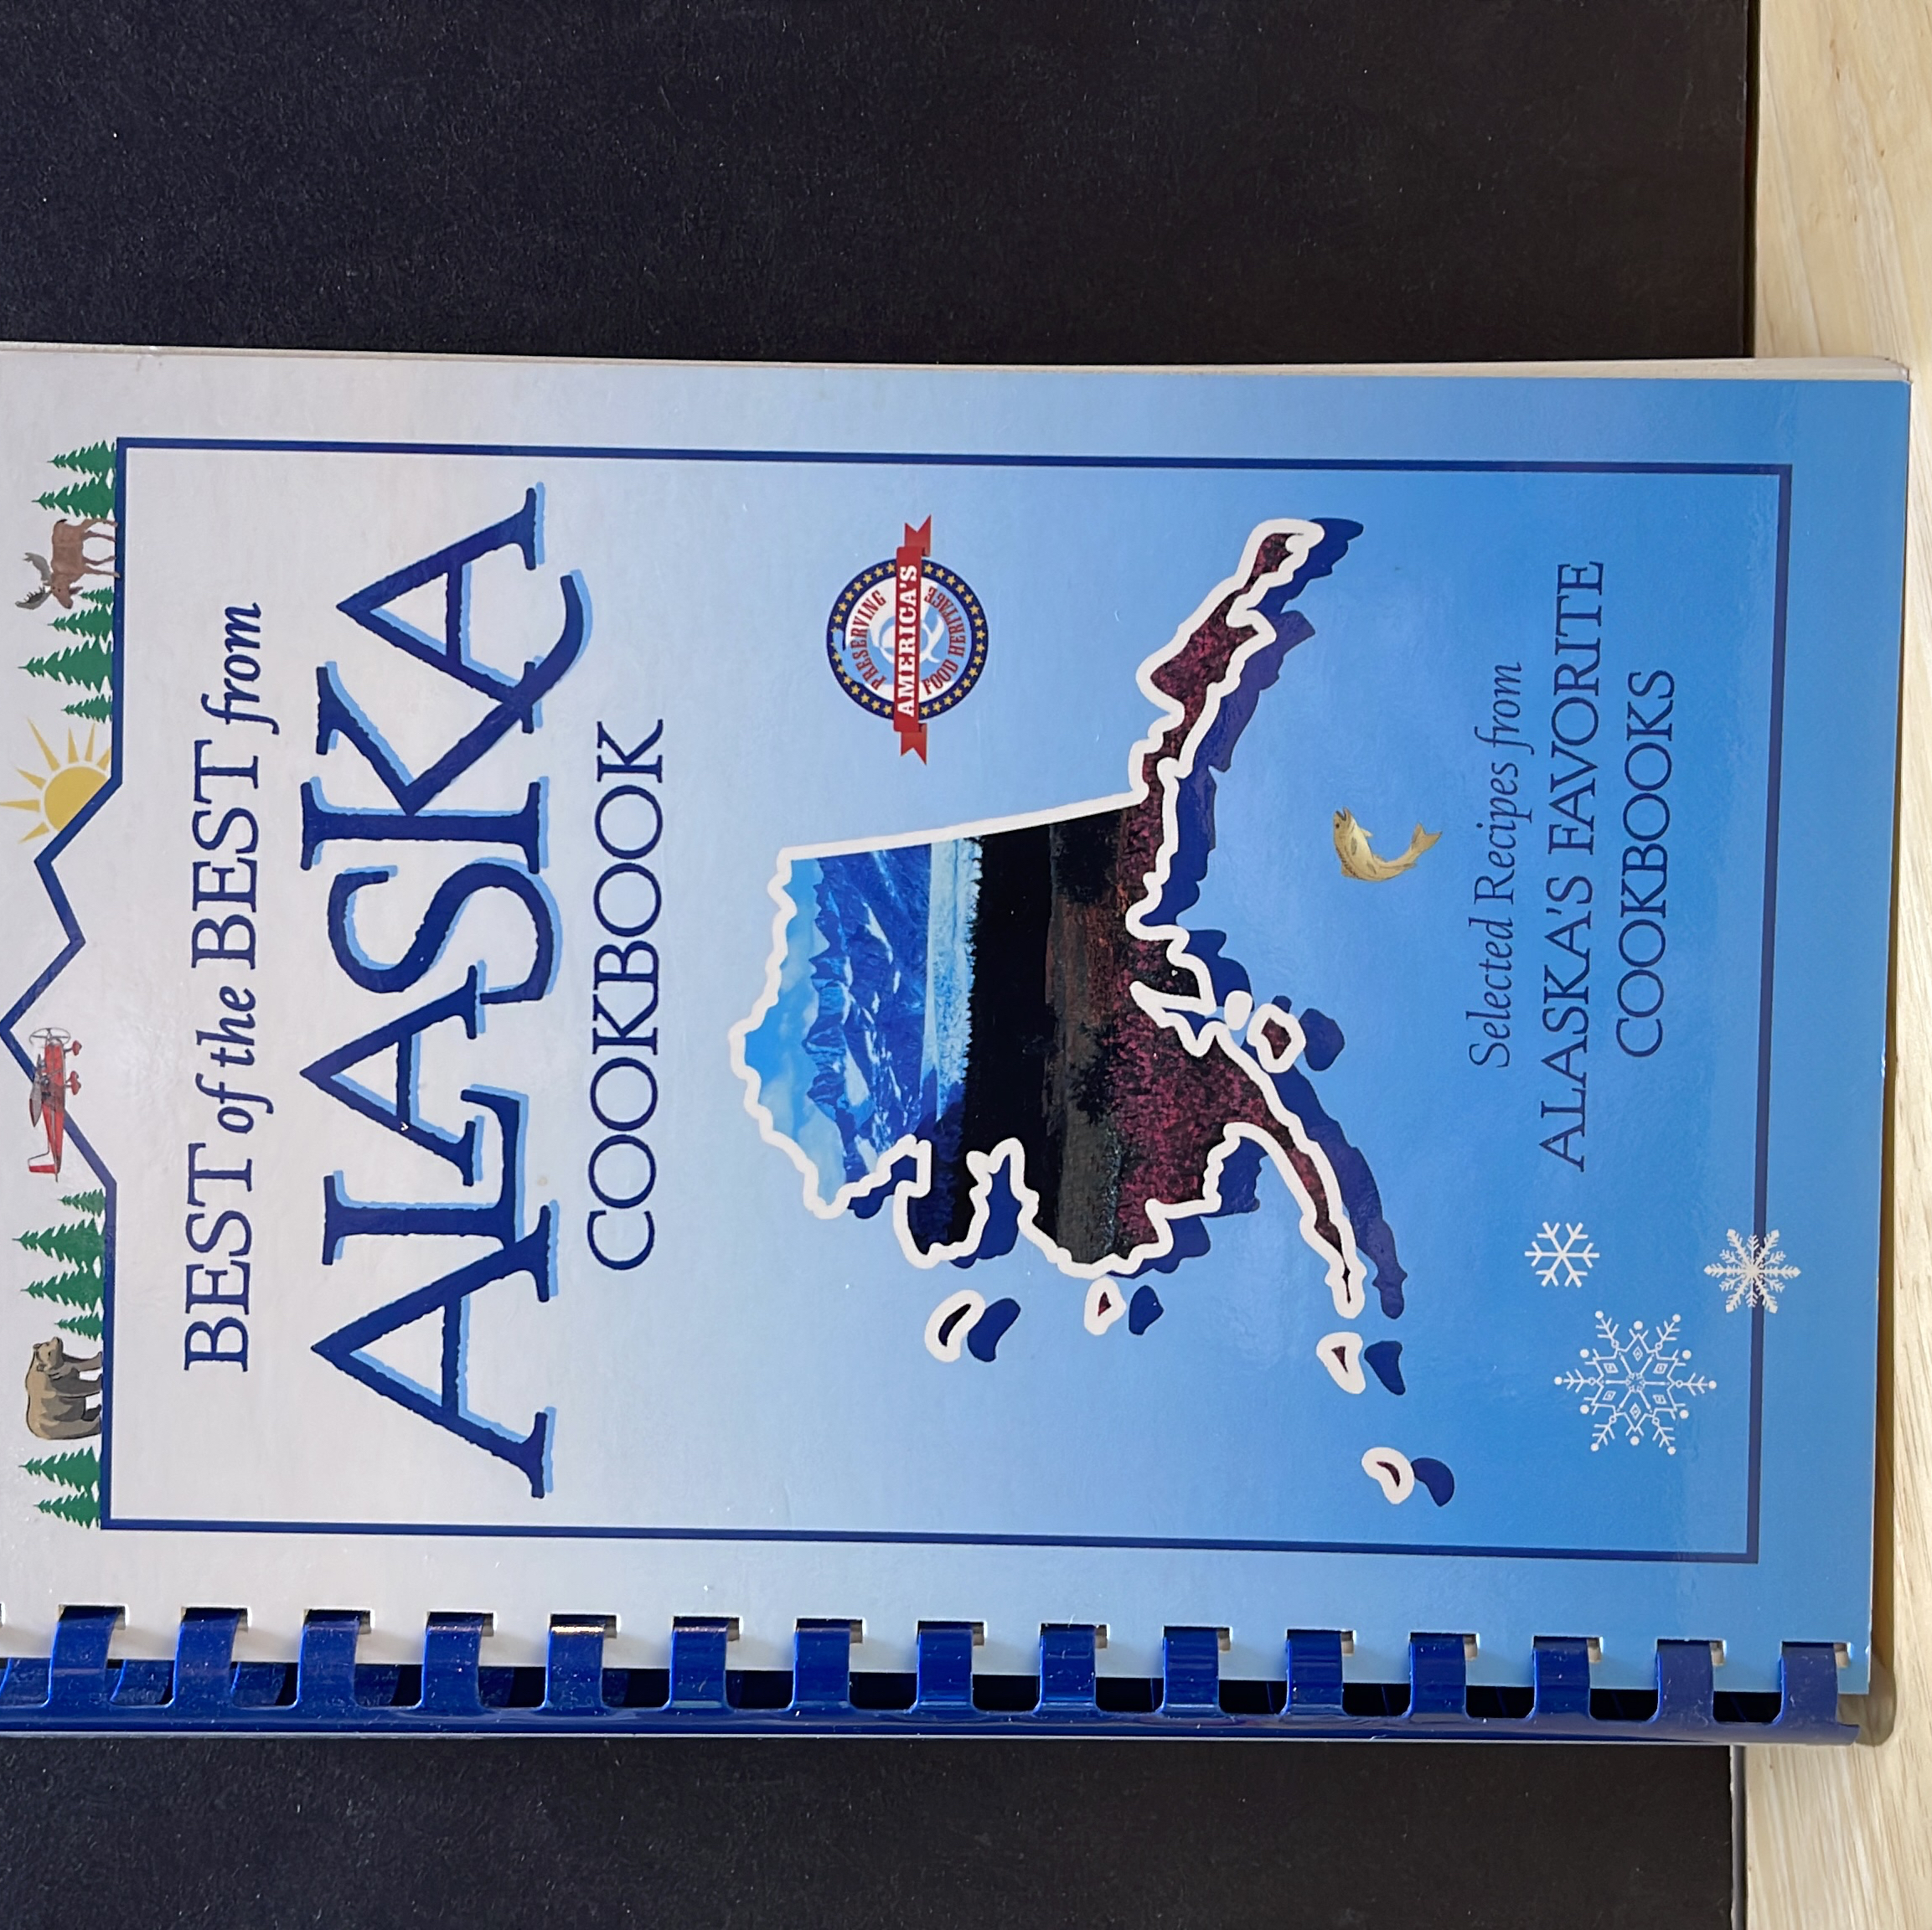 BEST of the BEST from
ALASKA
COOKBOOK
PRESERVING
AMERICA'S
FOOD HERITAGE
Selected Recipes from
ALASKA'S FAVORITE
COOKBOOKS